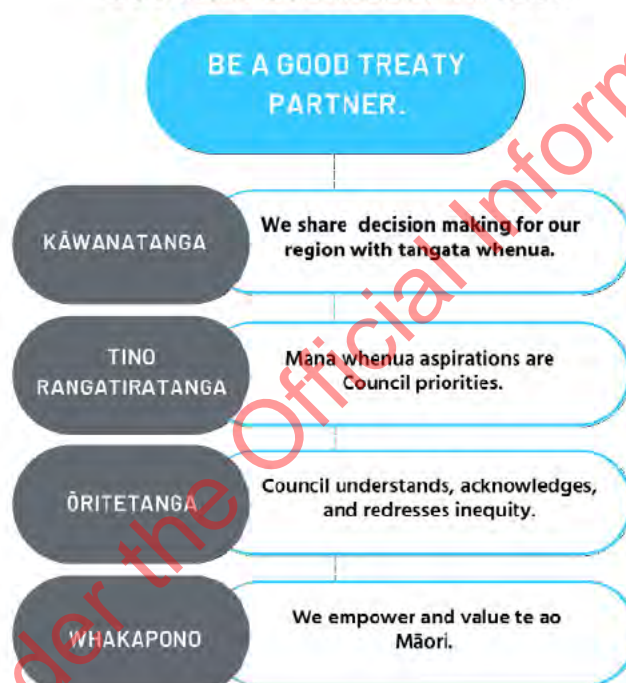 BE A GOOD TREATY
PARTNER.
KĀWANATANGA
We share decision making for our
region with tangata whenua.
TINO
RANGATIRATANGA
Mana whenua aspirations are
Council priorities.
ŌRITETANGA
Council understands, acknowledges,
and redresses inequity.
WHAKAPONO
We empower and value te ao
Māori.
the Official